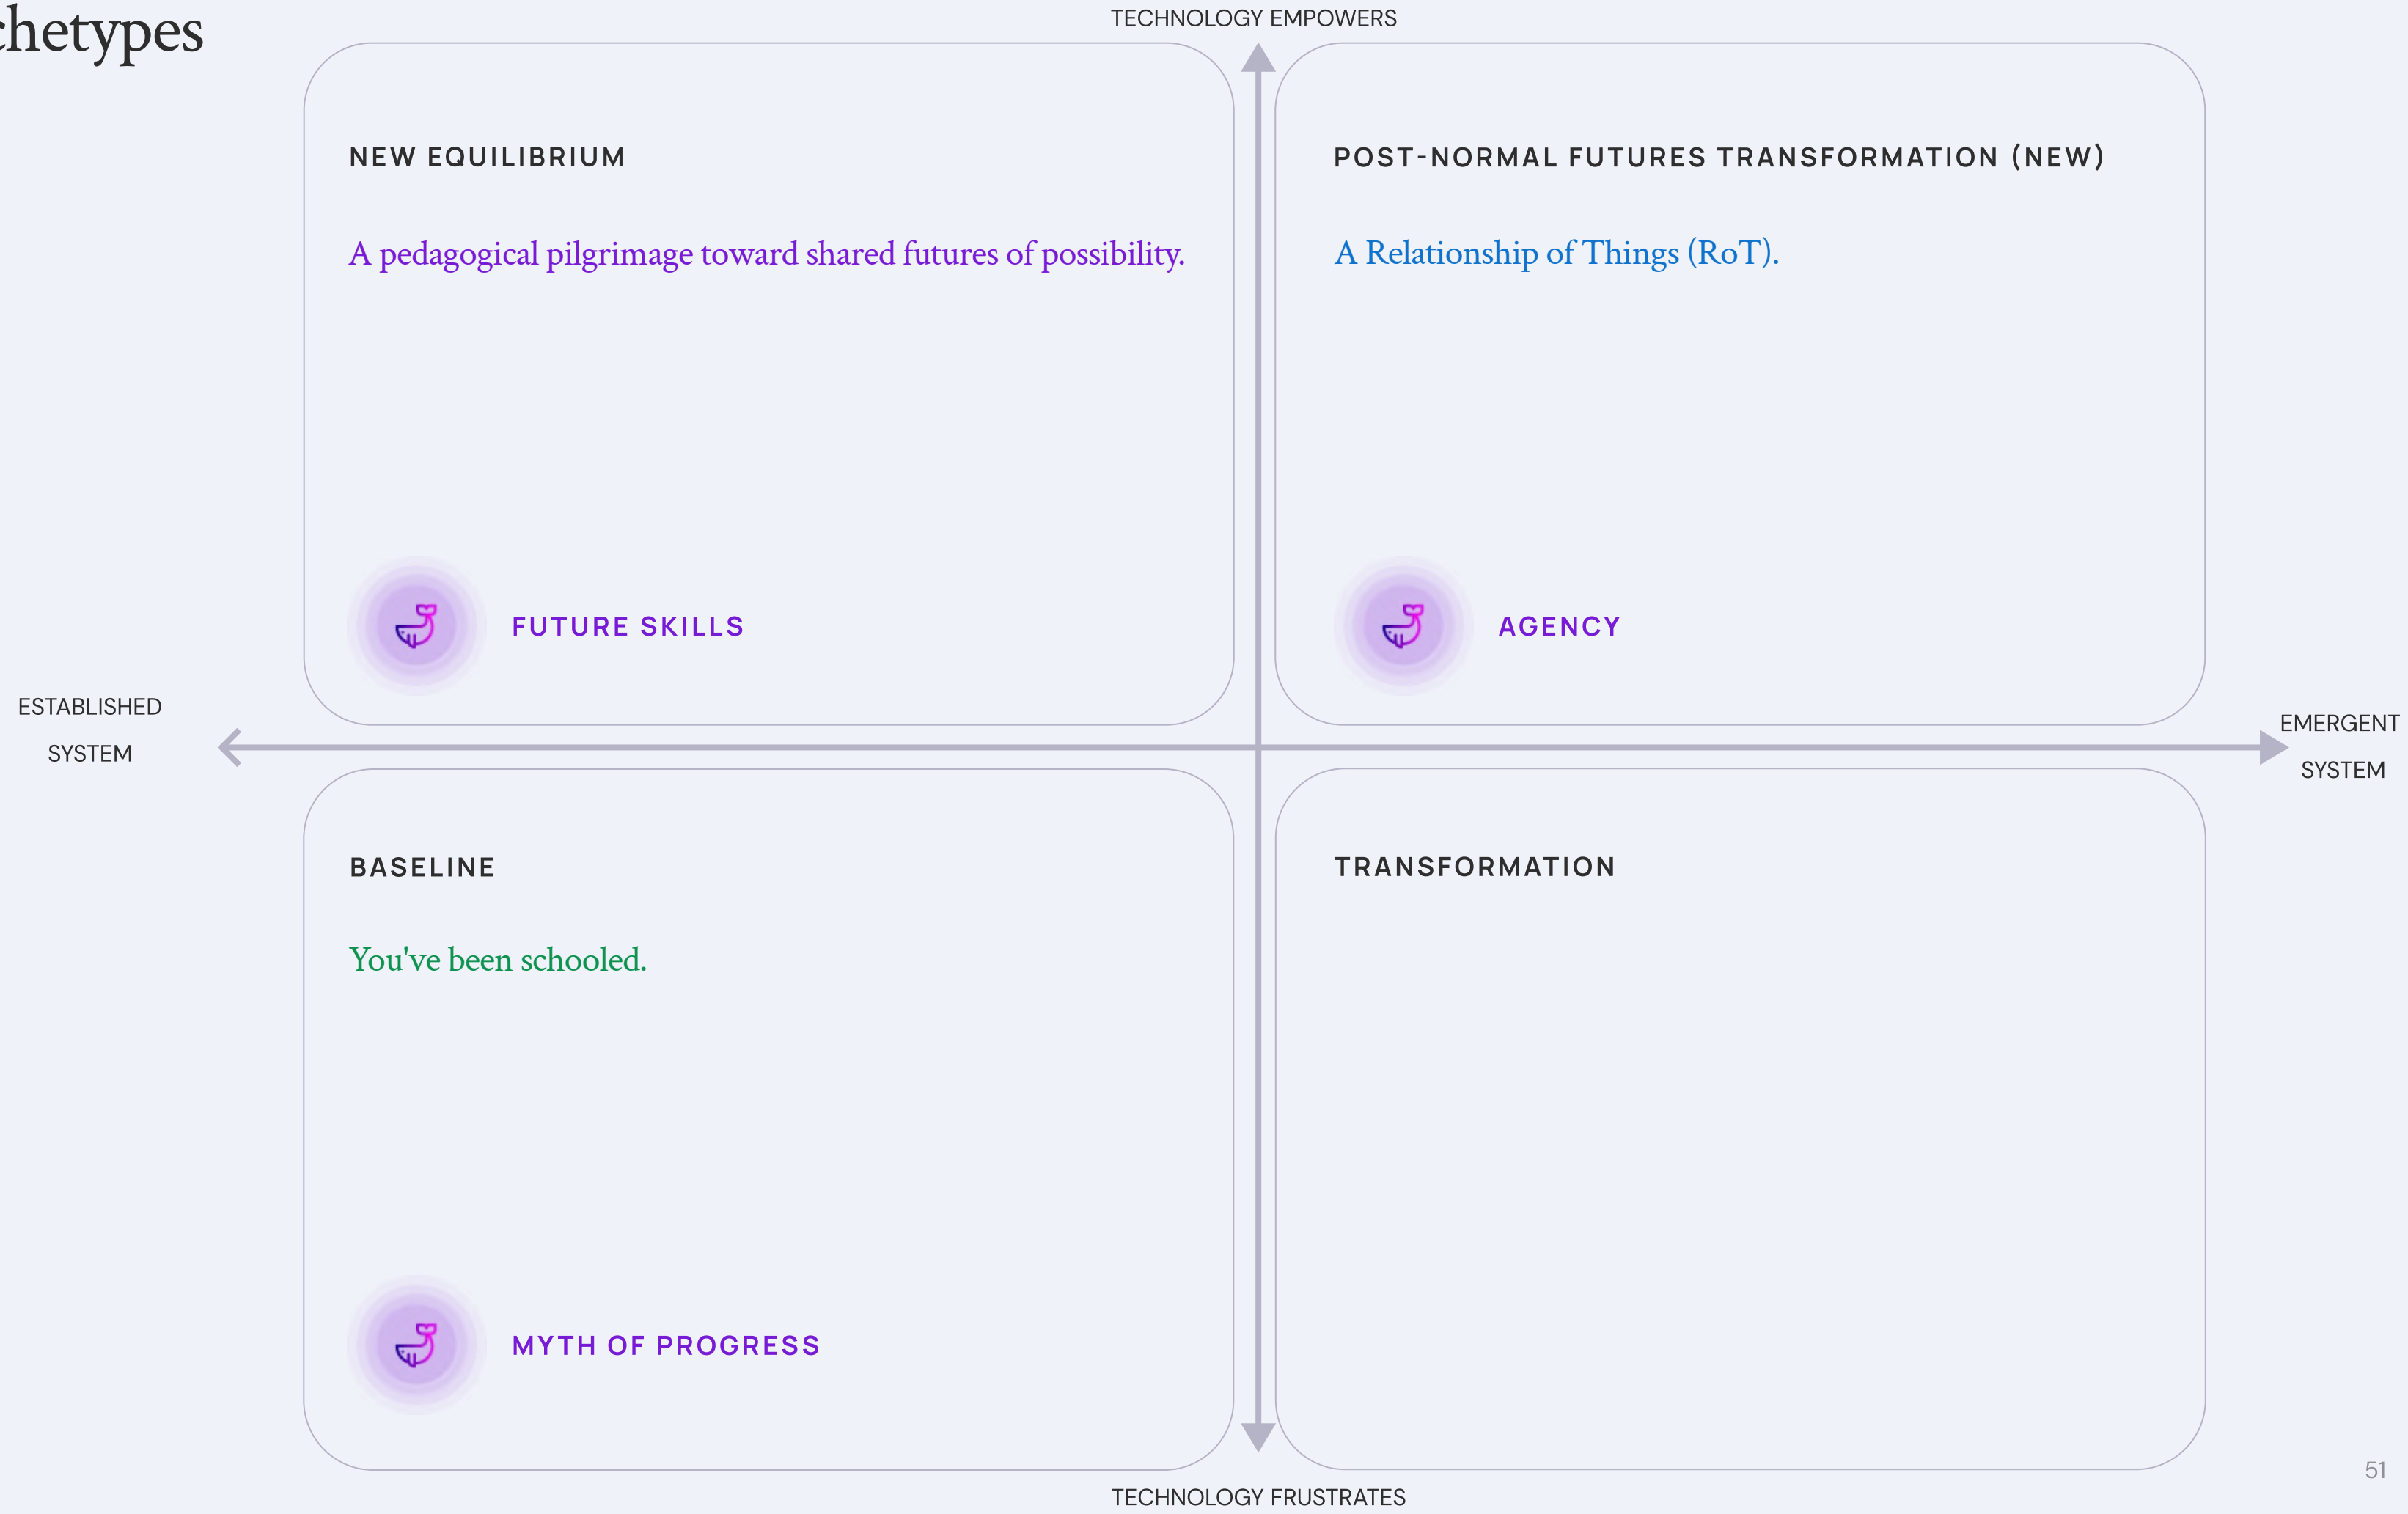 chetypes
TECHNOLOGY EMPOWERS
NEW EQUILIBRIUM
A pedagogical pilgrimage toward shared futures of possibility.
FUTURE SKILLS
POST-NORMAL FUTURES TRANSFORMATION (NEW)
A Relationship of Things (RoT).
AGENCY
ESTABLISHED
SYSTEM
EMERGENT
SYSTEM
BASELINE
You've been schooled.
MYTH OF PROGRESS
TRANSFORMATION
TECHNOLOGY FRUSTRATES
51